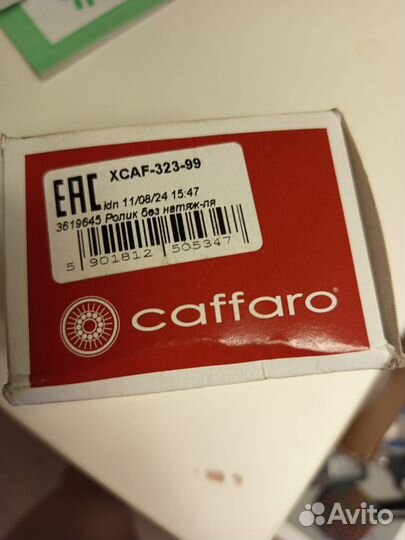 XCAF-323-99
EAC
ldn 11/08/24 15:47
3619645 Ролик без натяж-ля
5 901812 505347
caffaro
Avito